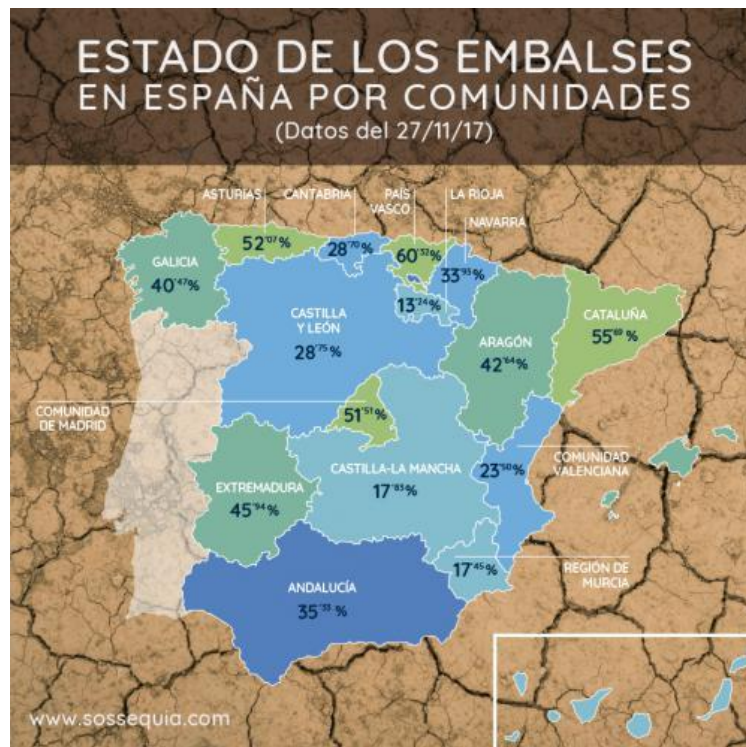 ESTADO DE LOS EMBALSES
EN ESPAÑA POR COMUNIDADES
(Datos del 27/11/17)
ASTURIAS
CANTABRIA
PAÍS
VASCO
LA RIOJA
NAVARRA
GALICIA
40'47%
52'07%
28'70%
60'32%
33'93%
13'24%
CASTILLA
Y LEÓN
28'75%
ARAGÓN
42'64%
CATALUÑA
55'69%
COMUNIDAD
DE MADRID
51'51%
EXTREMADURA
45'94%
CASTILLA-LA MANCHA
17'83%
23'50%
COMUNIDAD
VALENCIANA
ANDALUCÍA
35'33%
17'45%
REGIÓN DE
MURCIA
www.sossequia.com